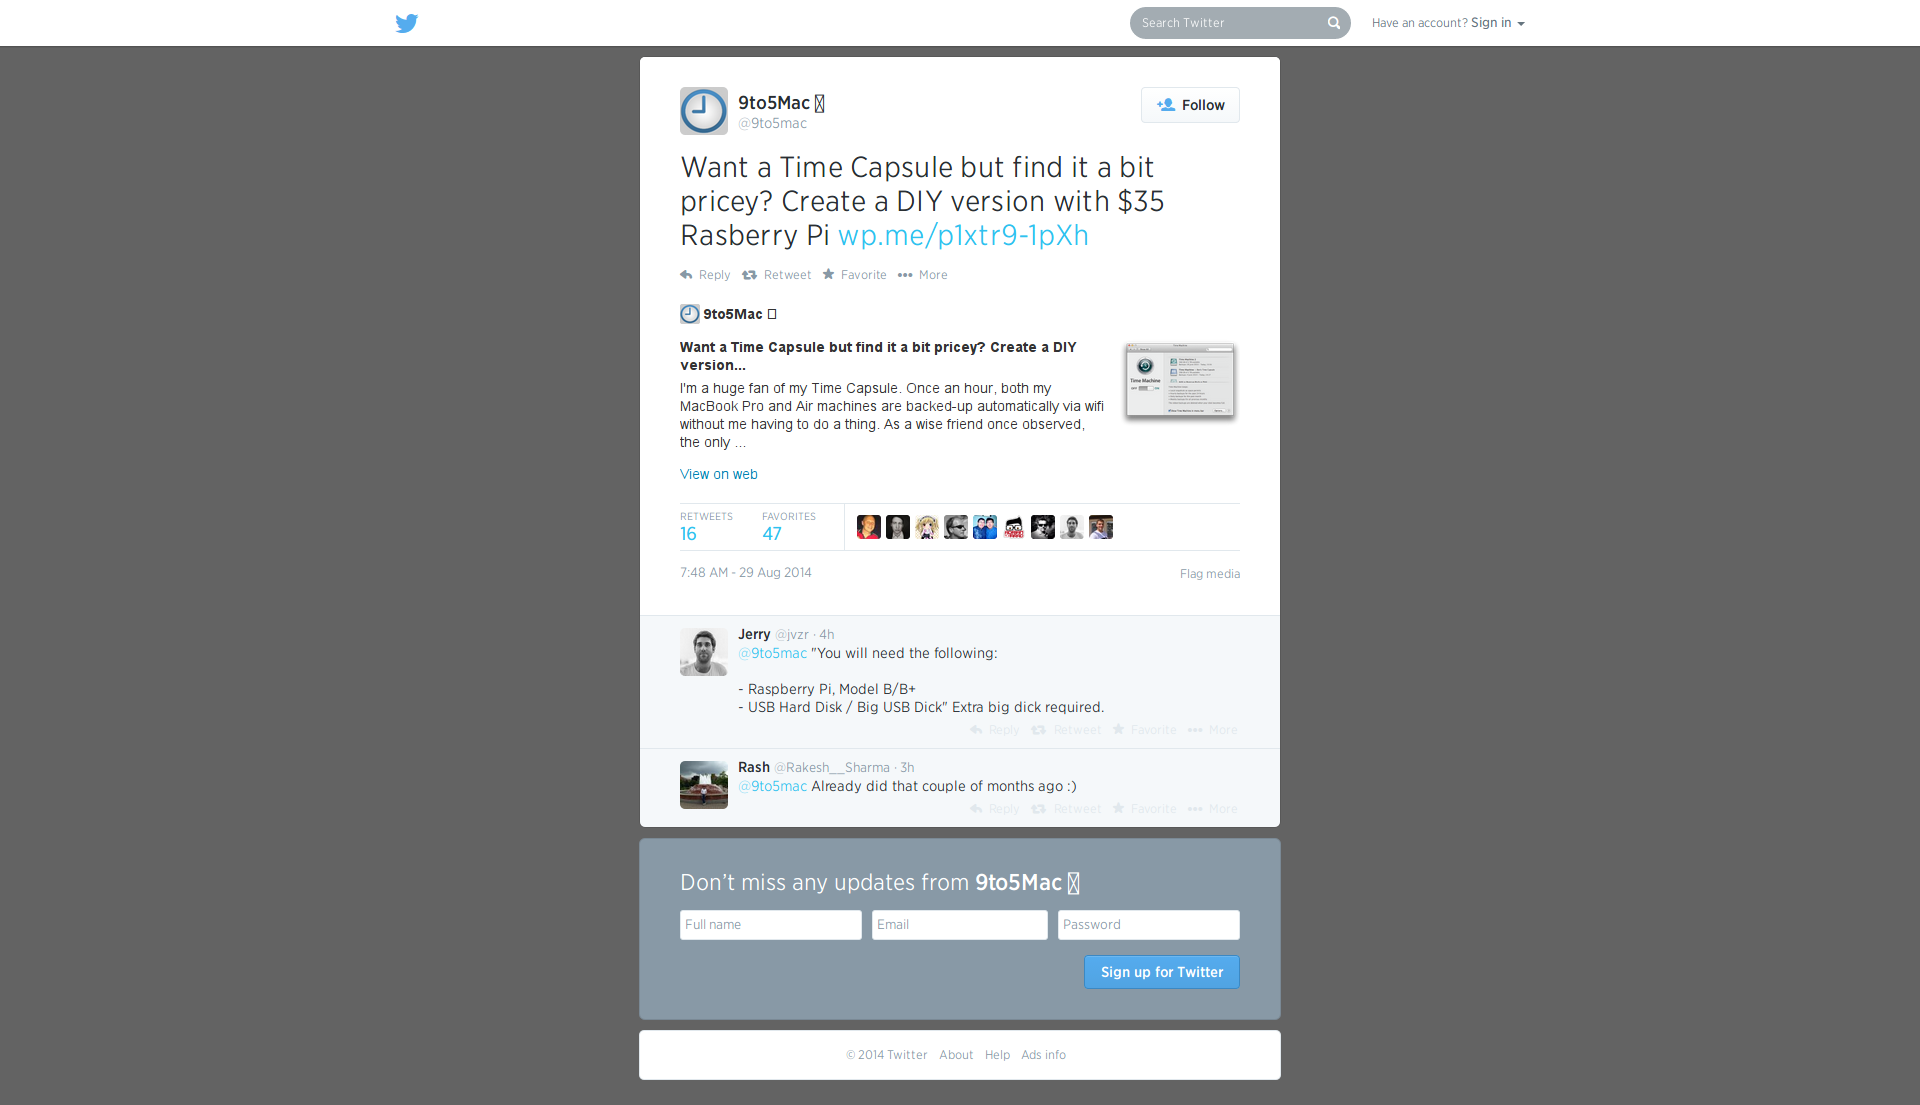 Search Twitter
Have an account? Sign in
9to5Mac
@9to5mac
Follow
Want a Time Capsule but find it a bit
pricey? Create a DIY version with $35
Rasberry Pi wp.me/p1xtr9-1pXh
Reply Retweet Favorite More
9to5Mac
Want a Time Capsule but find it a bit pricey? Create a DIY
version...
I'm a huge fan of my Time Capsule. Once an hour, both my
MacBook Pro and Air machines are backed-up automatically via wifi
without me having to do a thing. As a wise friend once observed,
the only ...
Time Machine
View on web
RETWEETS FAVORITES
16 47
7:48 AM - 29 Aug 2014
Flag media
Jerry @jvzr · 4h
@9to5mac "You will need the following:
- Raspberry Pi, Model B/B+
- USB Hard Disk / Big USB Dick" Extra big dick required.
Reply Retweet Favorite More
Rash @Rakesh__Sharma · 3h
@9to5mac Already did that couple of months ago :)
Reply Retweet Favorite More
Don’t miss any updates from 9to5Mac
Full name Email Password
Sign up for Twitter
© 2014 Twitter About Help Ads info